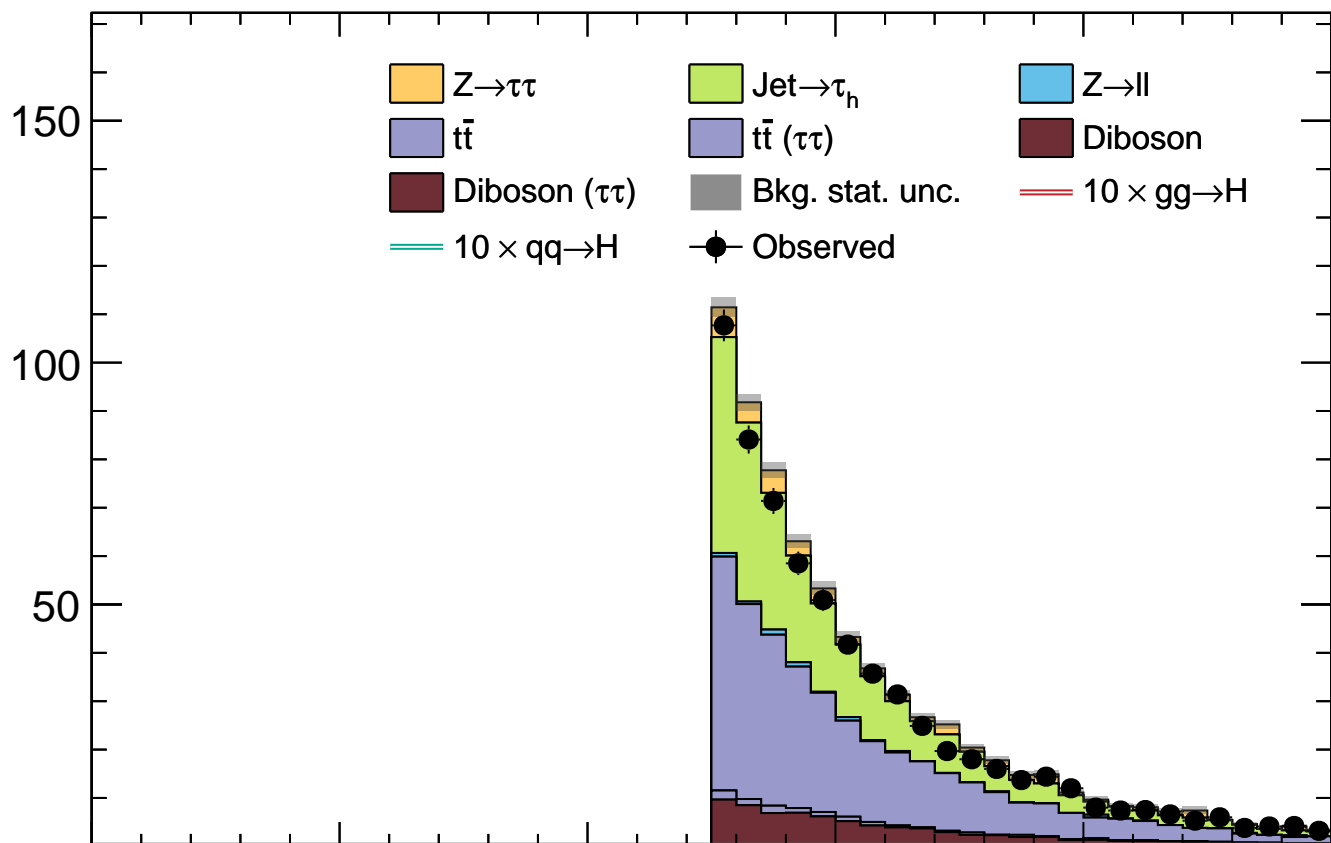 Z→ττ Jet→τₕ Z→ll
150
tt̄ tt̄ (ττ) Diboson
Diboson (ττ) Bkg. stat. unc. 10 × gg→H
10 × qq→H Observed
100
50